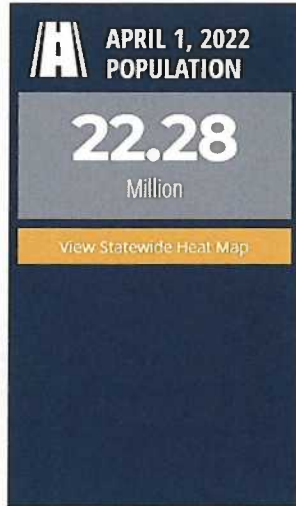 APRIL 1, 2022
POPULATION
22.28
Million
View Statewide Heat Map